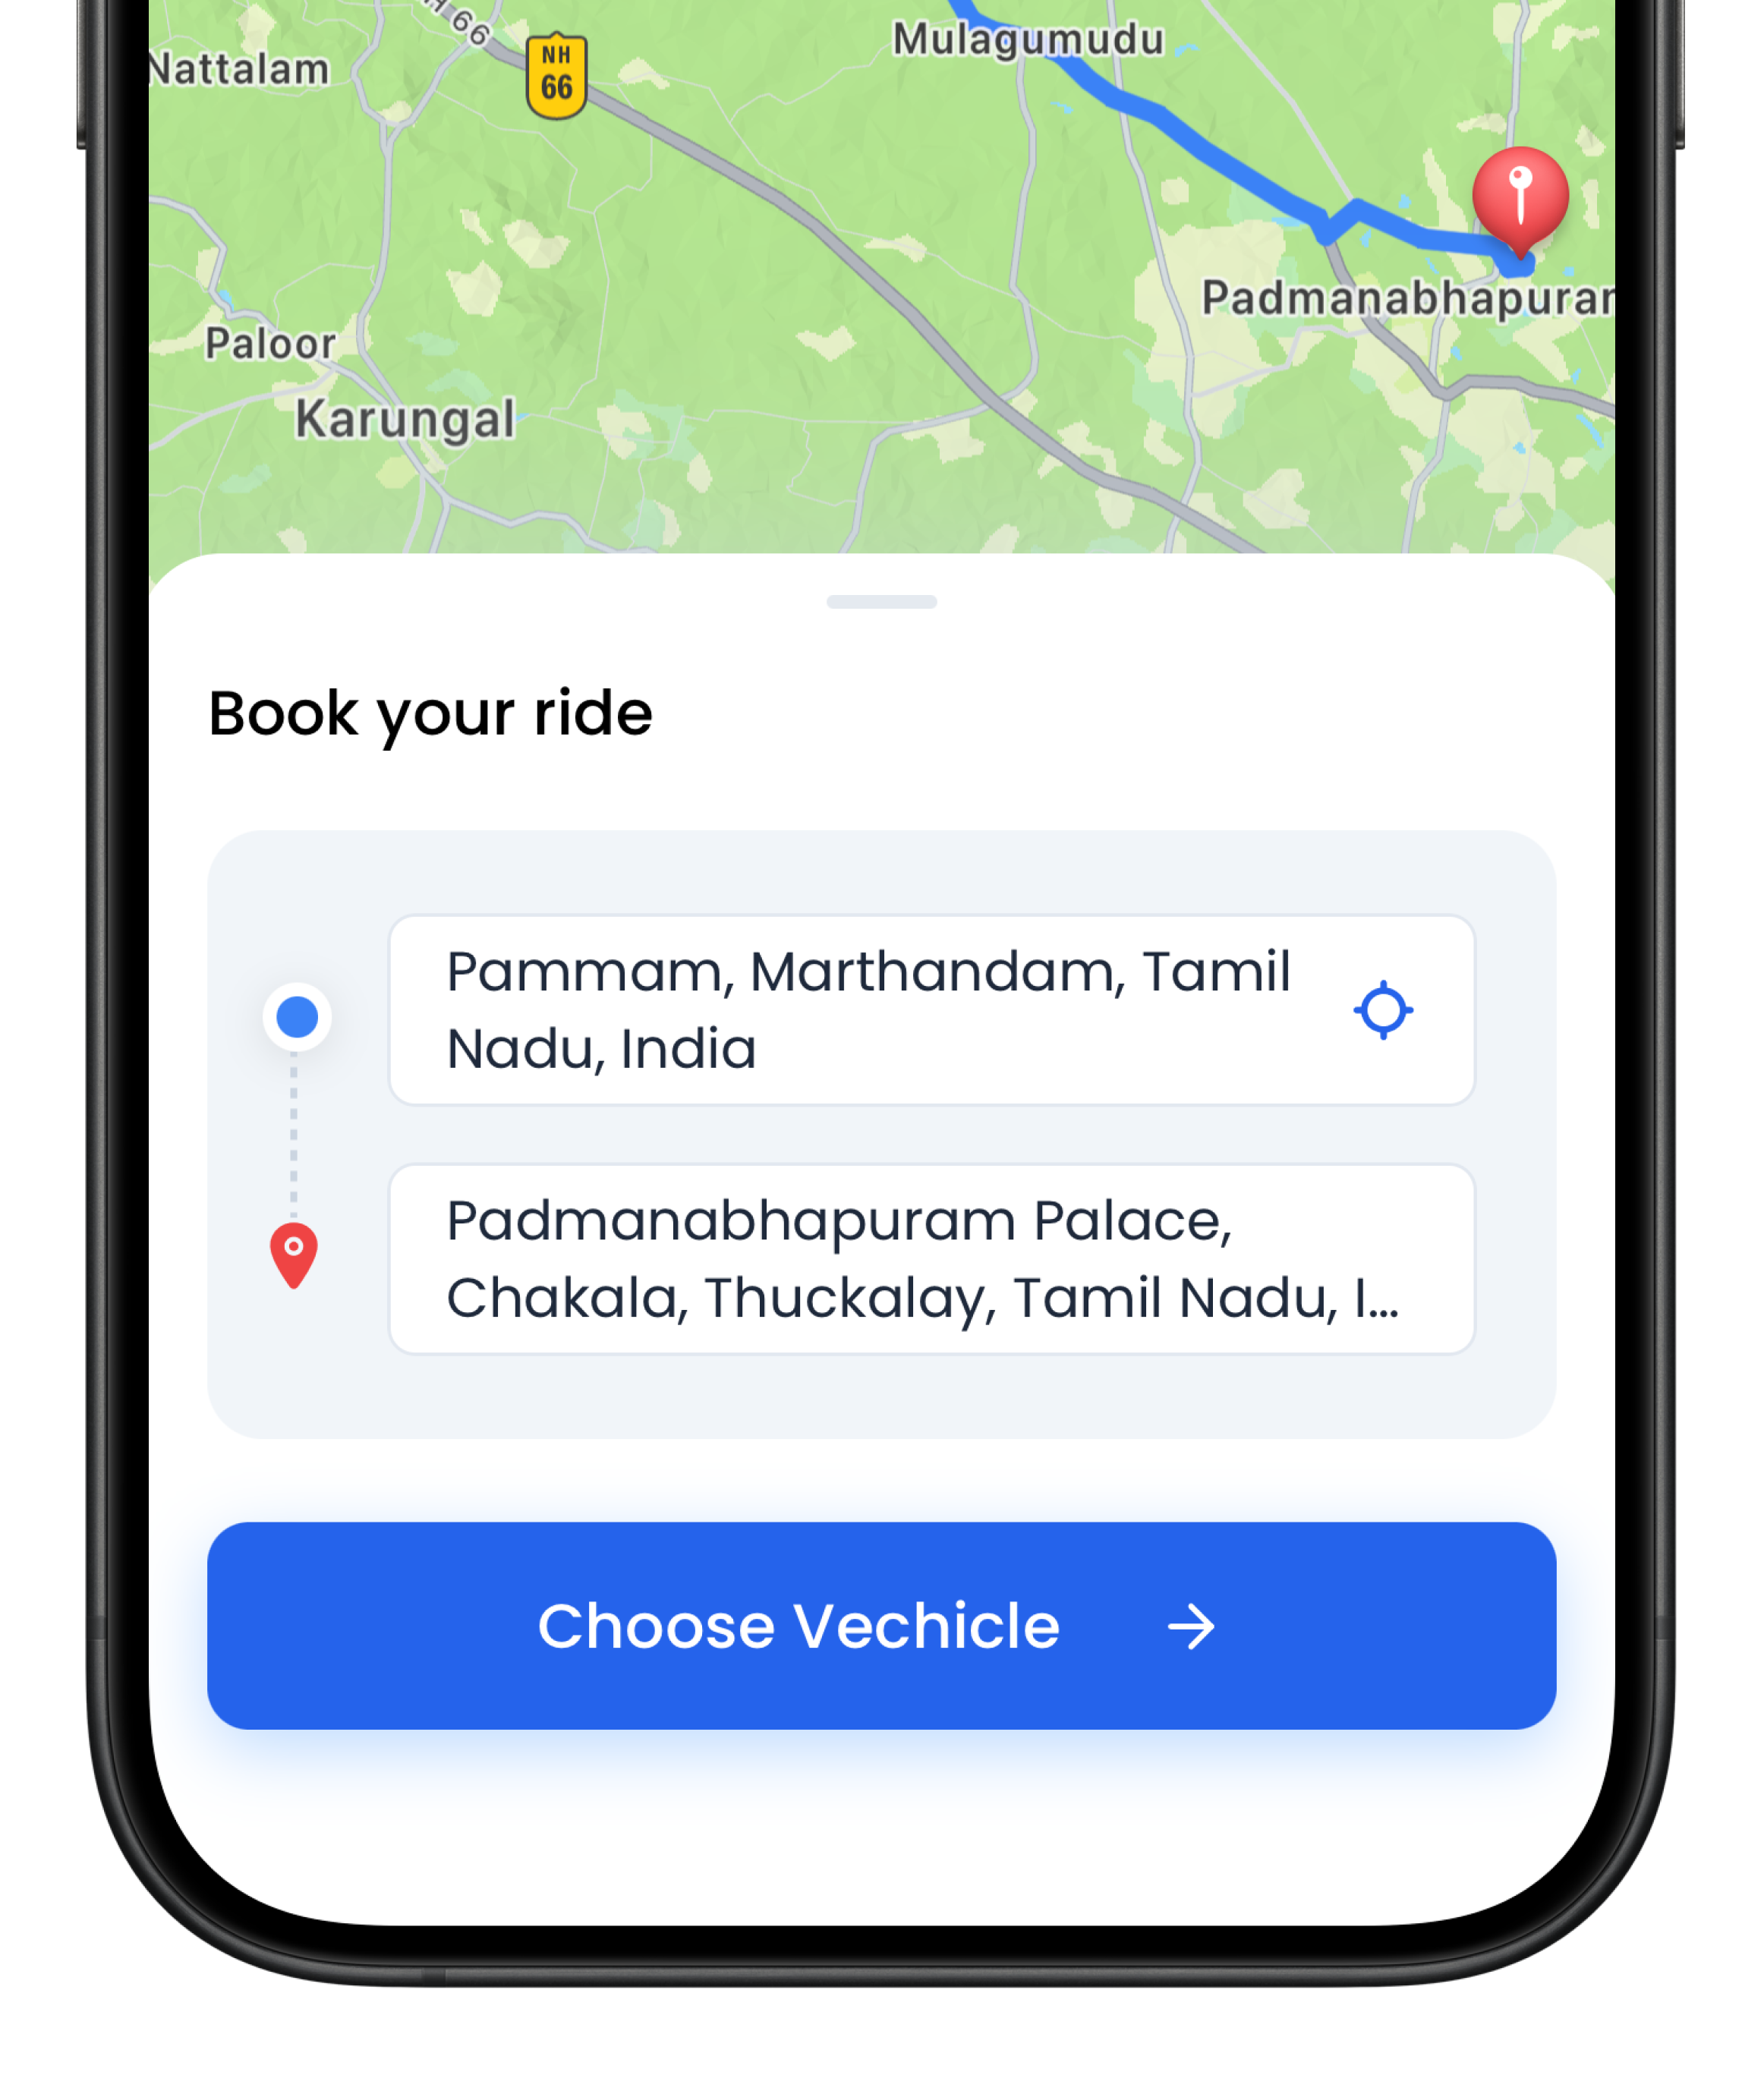 H 66
Mulagumudu
Nattalam
NH
66
Padmanabhapuram
Paloor
Karungal
Book your ride
Pammam, Marthandam, Tamil
Nadu, India
Padmanabhapuram Palace,
Chakala, Thuckalay, Tamil Nadu, I...
Choose Vechicle